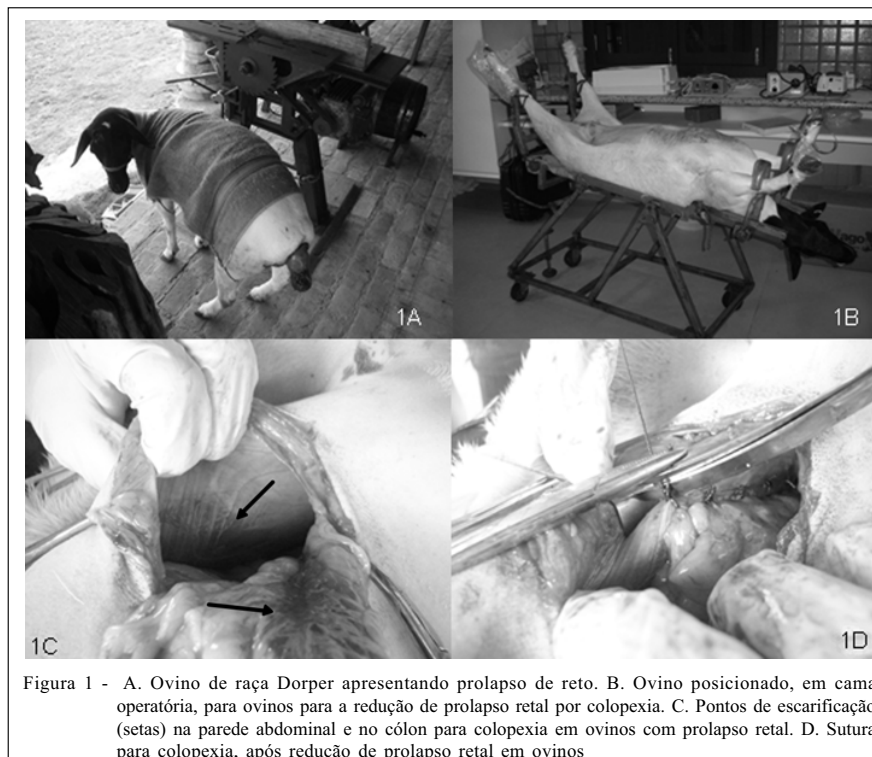 1A
1B
1C
1D
Figura 1 - A. Ovino de raça Dorper apresentando prolapso de reto. B. Ovino posicionado, em cama
operatória, para ovinos para a redução de prolapso retal por colopexia. C. Pontos de escarificação
(setas) na parede abdominal e no cólon para colopexia em ovinos com prolapso retal. D. Sutura
para colopexia, após redução de prolapso retal em ovinos